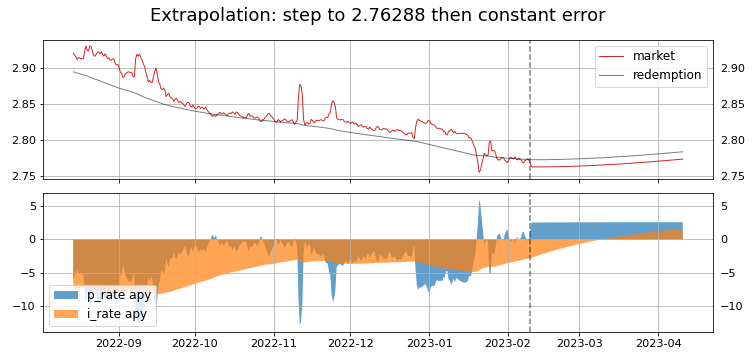 Extrapolation: step to 2.76288 then constant error
2.90 2.90
2.85 2.85
2.80 2.80
2.75 2.75
market
redemption
5 5
0 0
−5 −5
−10 −10
p_rate apy
i_rate apy
2022-09 2022-10 2022-11 2022-12 2023-01 2023-02 2023-03 2023-04